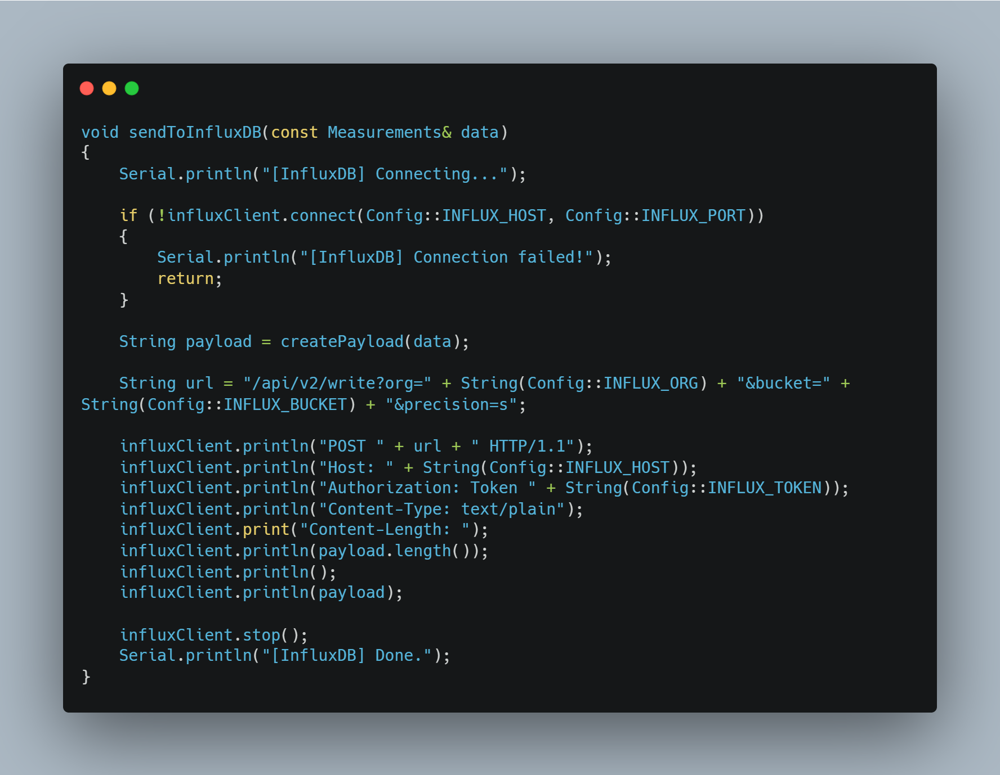 void sendToInfluxDB(const Measurements& data)
{
    Serial.println("[InfluxDB] Connecting...");

    if (!influxClient.connect(Config::INFLUX_HOST, Config::INFLUX_PORT))
    {
        Serial.println("[InfluxDB] Connection failed!");
        return;
    }

    String payload = createPayload(data);

    String url = "/api/v2/write?org=" + String(Config::INFLUX_ORG) + "&bucket=" +
String(Config::INFLUX_BUCKET) + "&precision=s";

    influxClient.println("POST " + url + " HTTP/1.1");
    influxClient.println("Host: " + String(Config::INFLUX_HOST));
    influxClient.println("Authorization: Token " + String(Config::INFLUX_TOKEN));
    influxClient.println("Content-Type: text/plain");
    influxClient.print("Content-Length: ");
    influxClient.println(payload.length());
    influxClient.println();
    influxClient.println(payload);

    influxClient.stop();
    Serial.println("[InfluxDB] Done.");
}